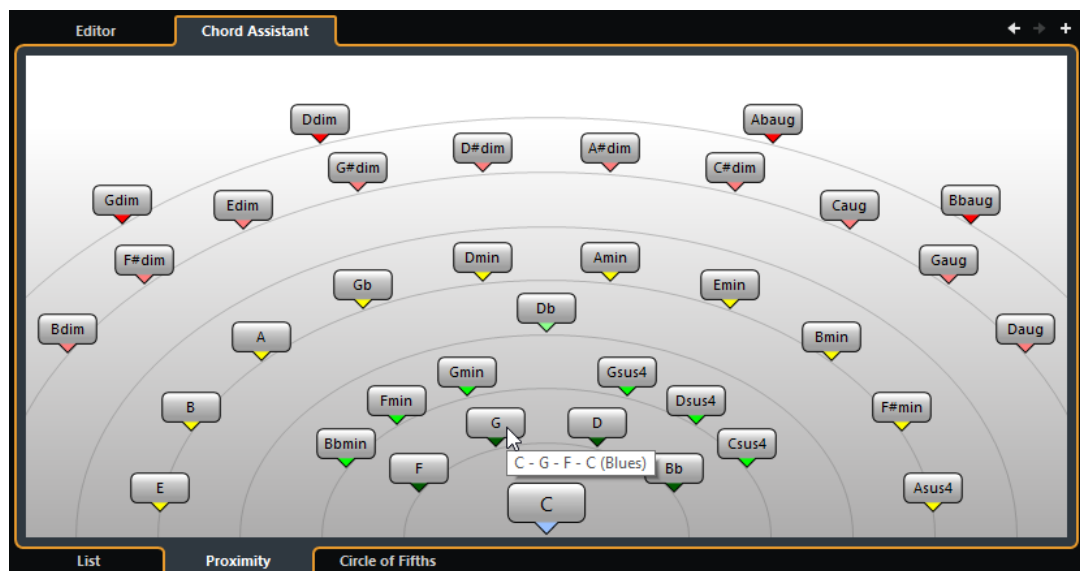 Editor
Chord Assistant
Ddim
Abaug
D#dim
A#dim
G#dim
C#dim
Gdim
Edim
Caug
Bbaug
F#dim
Dmin
Amin
Gaug
Gb
Emin
Db
Bdim
A
Bmin
Daug
Gmin
Gsus4
B
Fmin
Dsus4
F#min
G
D
Bbmin
Csus4
C - G - F - C (Blues)
F
Bb
E
Asus4
C
List
Proximity
Circle of Fifths